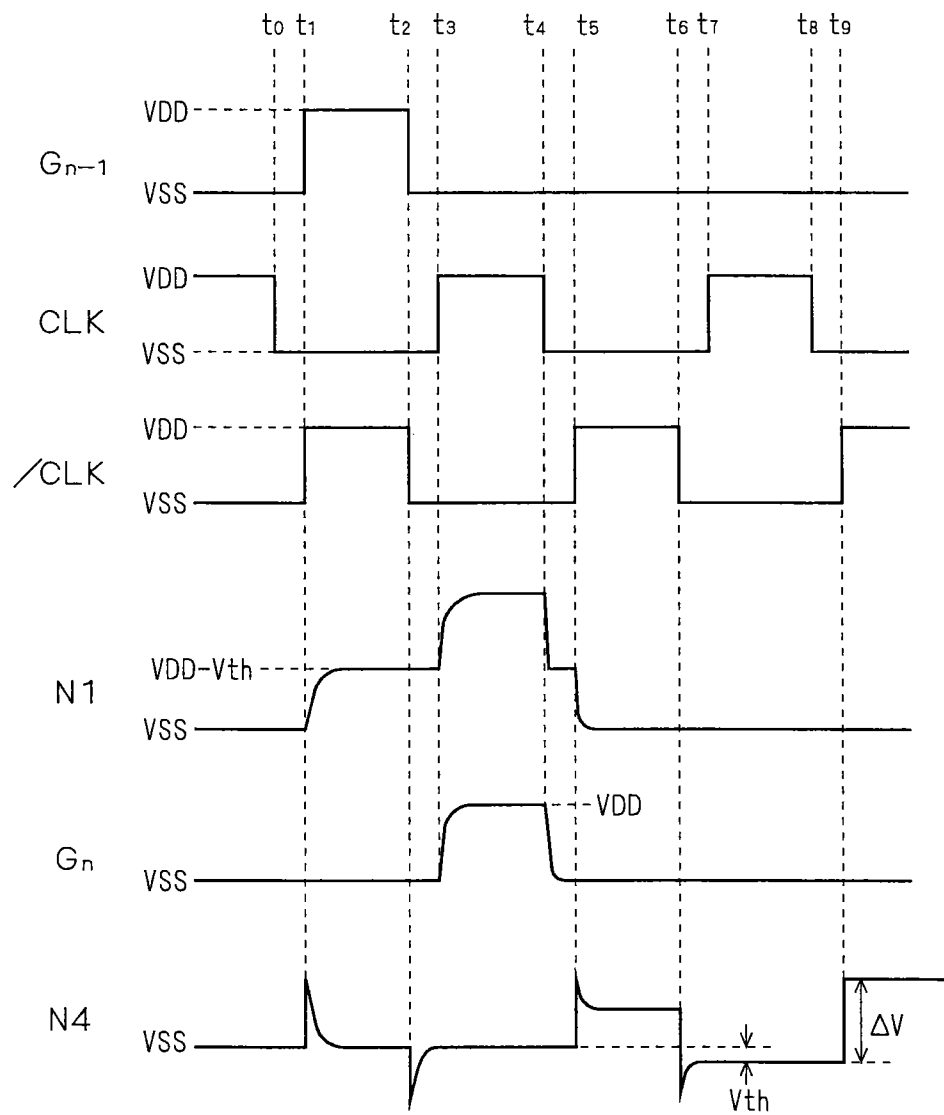 t0 t1 t2 t3 t4 t5 t6 t7 t8 t9
VDD
Gn-1
VSS
VDD
CLK
VSS
VDD
/CLK
VSS
VDD-Vth
N1
VSS
VDD
Gn
VSS
N4
VSS
ΔV
Vth